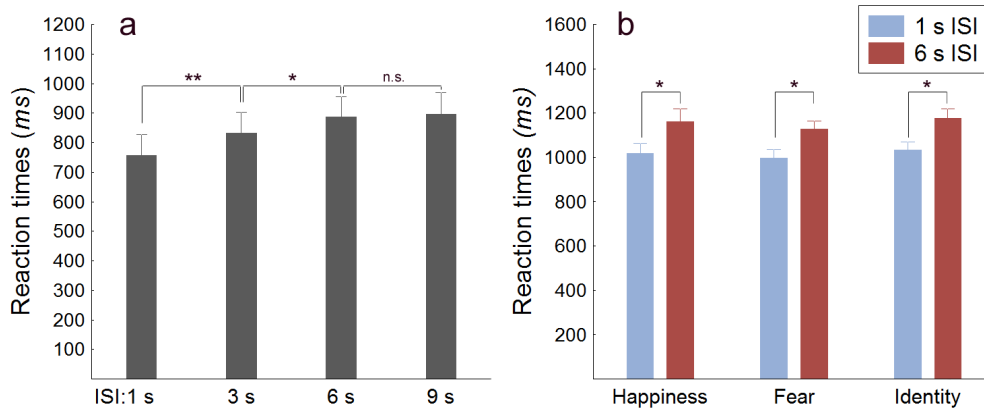 a
Reaction times (ms)
1200
1100
1000
900
800
700
600
500
400
300
200
100
**
*
n.s.
ISI:1 s 3 s 6 s 9 s
b
1 s ISI
6 s ISI
Reaction times (ms)
1600
1400
1200
1000
800
600
400
200
* * *
Happiness Fear Identity